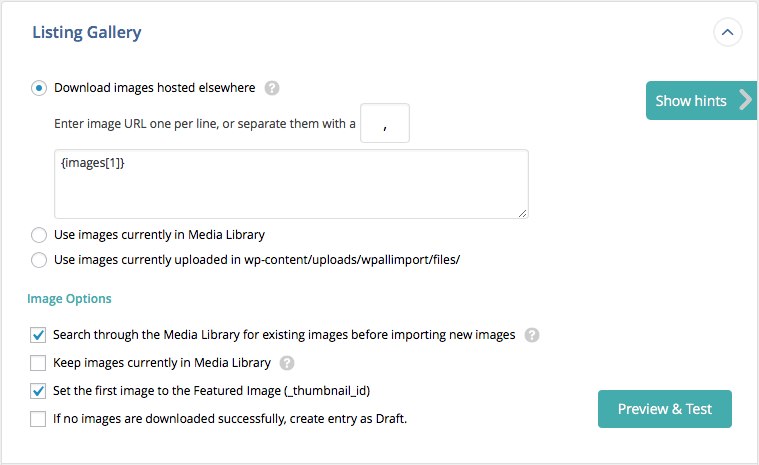 Listing Gallery
Download images hosted elsewhere ?
Show hints
Enter image URL one per line, or separate them with a ,
{images[1]}
Use images currently in Media Library
Use images currently uploaded in wp-content/uploads/wpallimport/files/
Image Options
Search through the Media Library for existing images before importing new images ?
Keep images currently in Media Library ?
Set the first image to the Featured Image (_thumbnail_id)
Preview & Test
If no images are downloaded successfully, create entry as Draft.